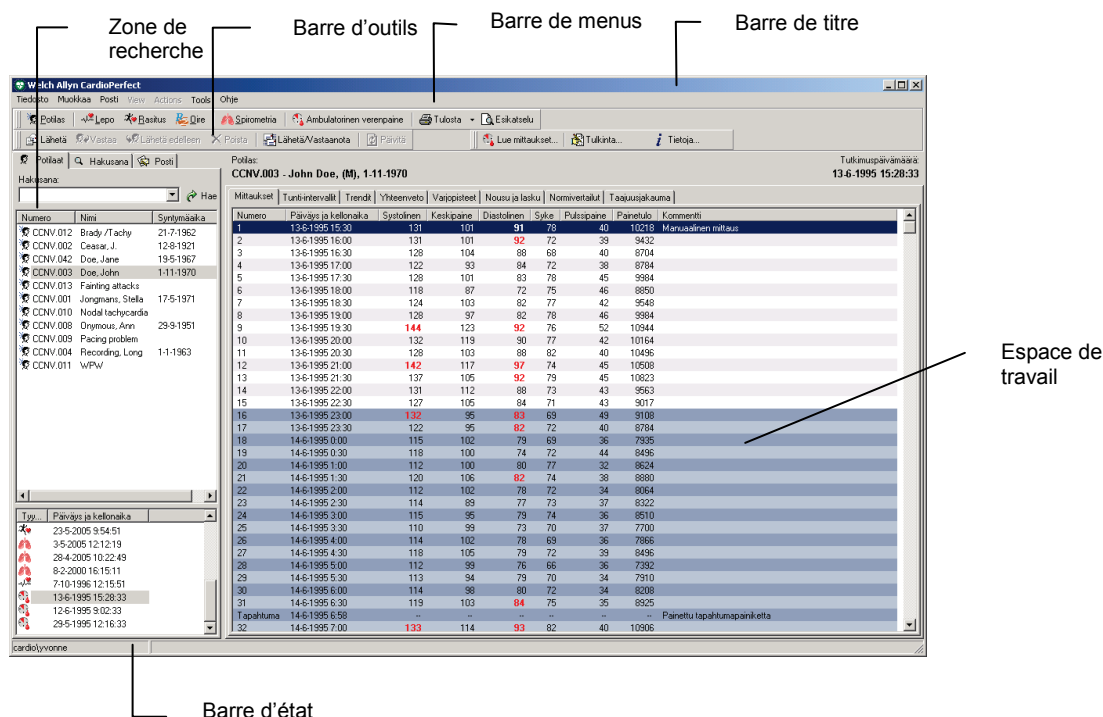 Zone de recherche
Barre d'outils
Barre de menus
Barre de titre
Welch Allyn CardioPerfect
Tiedosto Muokkaa Posti View Actions Tools Ohje
Potilas Lepo Rasitus Oire Spirometria Ambulatorinen verenpaine Tulosta Esikatselu
Lähetä Vastaa Lähetä edelleen Poista Lähetä/Vastaanota Päivitä Lue mittaukset... Tulkinta... Tietoja...
Potilaat Hakusana Posti
Hakusana:
Hae
Numero Nimi Syntymäaika
CCNV.012 Brady /Tachy 21-7-1962
CCNV.002 Ceasar, J. 12-8-1921
CCNV.042 Doe, Jane 19-5-1967
CCNV.003 Doe, John 1-11-1970
CCNV.013 Fainting attacks
CCNV.001 Jongmans, Stella 17-5-1971
CCNV.010 Nodal tachycardia
CCNV.008 Onymous, Ann 29-9-1951
CCNV.009 Pacing problem
CCNV.004 Recording, Long 1-1-1963
CCNV.011 WPW
Tyy... Päiväys ja kellonaika
23-5-2005 9:54:51
3-5-2005 12:12:19
28-4-2005 10:22:49
8-2-2000 16:15:11
7-10-1996 12:15:51
13-6-1995 15:28:33
12-6-1995 9:02:33
29-5-1995 12:16:33
Potilas:
CCNV.003 - John Doe, (M), 1-11-1970
Tutkimuspäivämäärä:
13-6-1995 15:28:33
Mittaukset Tunti-intervallit Trendit Yhteenveto Varjopisteet Nousu ja lasku Normivertailut Taajuusjakauma
Numero Päiväys ja kellonaika Systolinen Keskipaine Diastolinen Syke Pulssipaine Painetulo Kommentti
1 13-6-1995 15:30 131 101 91 78 40 10218 Manuaalinen mittaus
2 13-6-1995 16:00 131 101 92 72 39 9432
3 13-6-1995 16:30 128 104 88 68 40 8704
4 13-6-1995 17:00 122 93 84 72 38 8784
5 13-6-1995 17:30 128 101 83 78 45 9984
6 13-6-1995 18:00 118 87 72 75 46 8850
7 13-6-1995 18:30 124 103 82 77 42 9548
8 13-6-1995 19:00 128 97 82 78 46 9984
9 13-6-1995 19:30 144 123 92 76 52 10944
10 13-6-1995 20:00 132 119 90 77 42 10164
11 13-6-1995 20:30 128 103 88 82 40 10496
12 13-6-1995 21:00 142 117 97 74 45 10508
13 13-6-1995 21:30 137 105 92 79 45 10823
14 13-6-1995 22:00 131 112 88 73 43 9563
15 13-6-1995 22:30 127 105 84 71 43 9017
16 13-6-1995 23:00 132 95 83 69 49 9108
17 13-6-1995 23:30 122 95 82 72 40 8784
18 14-6-1995 0:00 115 102 79 69 36 7935
19 14-6-1995 0:30 118 100 74 72 44 8496
20 14-6-1995 1:00 112 100 80 77 32 8624
21 14-6-1995 1:30 120 106 82 74 38 8880
22 14-6-1995 2:00 112 102 78 72 34 8064
23 14-6-1995 2:30 114 89 77 73 37 8322
24 14-6-1995 3:00 115 95 79 74 36 8510
25 14-6-1995 3:30 110 99 73 70 37 7700
26 14-6-1995 4:00 114 102 78 69 36 7866
27 14-6-1995 4:30 118 105 79 72 39 8496
28 14-6-1995 5:00 112 99 76 66 36 7392
29 14-6-1995 5:30 113 94 79 70 34 7910
30 14-6-1995 6:00 114 98 80 72 34 8208
31 14-6-1995 6:30 119 103 84 75 35 8925
Tapahtuma 14-6-1995 6:58 -- -- -- -- -- -- Painettu tapahtumapainiketta
32 14-6-1995 7:00 133 114 93 82 40 10906
Espace de travail
cardio\yvonne
Barre d'état